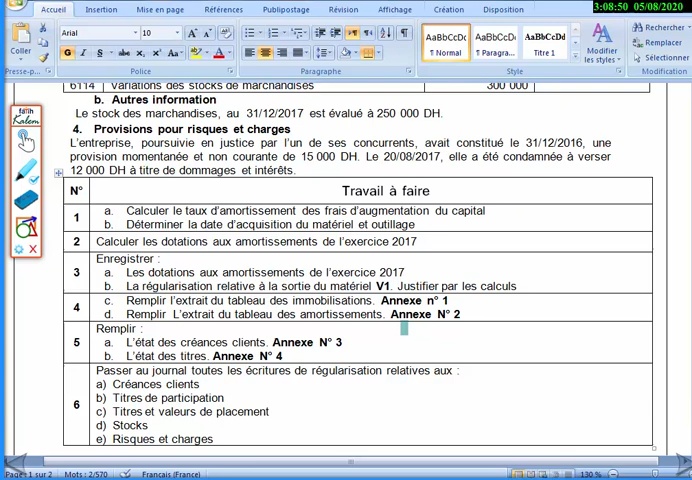 3:08:50 05/08/2020
Accueil Insertion Mise en page Références Publipostage Révision Affichage Création Disposition
Coller
Presse-p...
Arial 10
G I S abc x₂ x² Aa
Police
Paragraphe
AaBbCcDd AaBbCcDd AaBbCcDd
¶ Normal ¶ Paragra... Titre 1
Modifier les styles
Style
Rechercher
Remplacer
Sélectionner
Modification
fatih
Kalem
6114 Variations des stocks de marchandises 300 000
b. Autres information
Le stock des marchandises, au 31/12/2017 est évalué à 250 000 DH.
4. Provisions pour risques et charges
L'entreprise, poursuivie en justice par l'un de ses concurrents, avait constitué le 31/12/2016, une
provision momentanée et non courante de 15 000 DH. Le 20/08/2017, elle a été condamnée à verser
12 000 DH à titre de dommages et intérêts.
N° Travail à faire
1 a. Calculer le taux d'amortissement des frais d'augmentation du capital
b. Déterminer la date d'acquisition du matériel et outillage
2 Calculer les dotations aux amortissements de l'exercice 2017
3 Enregistrer :
a. Les dotations aux amortissements de l'exercice 2017
b. La régularisation relative à la sortie du matériel V1. Justifier par les calculs
4 c. Remplir l'extrait du tableau des immobilisations. Annexe n° 1
d. Remplir L'extrait du tableau des amortissements. Annexe N° 2
5 Remplir :
a. L'état des créances clients. Annexe N° 3
b. L'état des titres. Annexe N° 4
6 Passer au journal toutes les écritures de régularisation relatives aux :
a) Créances clients
b) Titres de participation
c) Titres et valeurs de placement
d) Stocks
e) Risques et charges
Page : 1 sur 2 Mots : 2/570 Français (France) 130 %